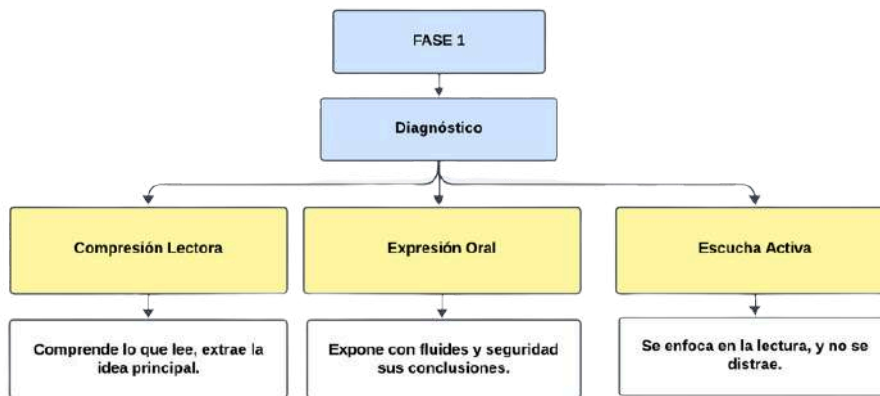 FASE 1
Diagnóstico
Compresión Lectora
Expresión Oral
Escucha Activa
Comprende lo que lee, extrae la
idea principal.
Expone con fluides y seguridad
sus conclusiones.
Se enfoca en la lectura, y no se
distrae.